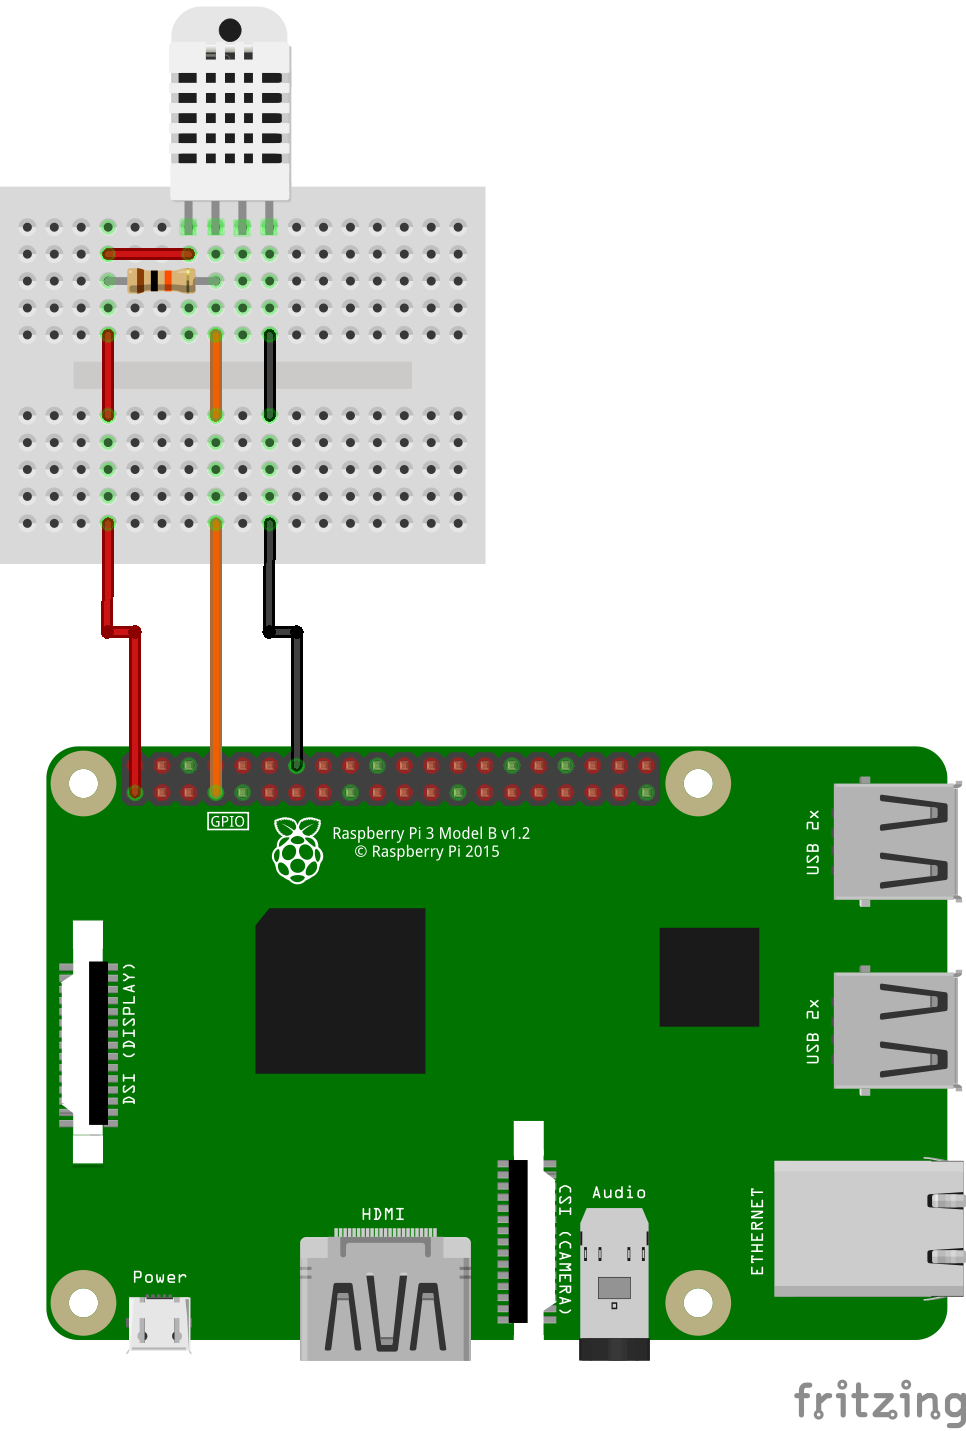 GPIO
Raspberry Pi 3 Model B v1.2
© Raspberry Pi 2015
USB 2x
DSI (DISPLAY)
USB 2x
HDMI
CSI (CAMERA)
Audio
ETHERNET
Power
fritzing